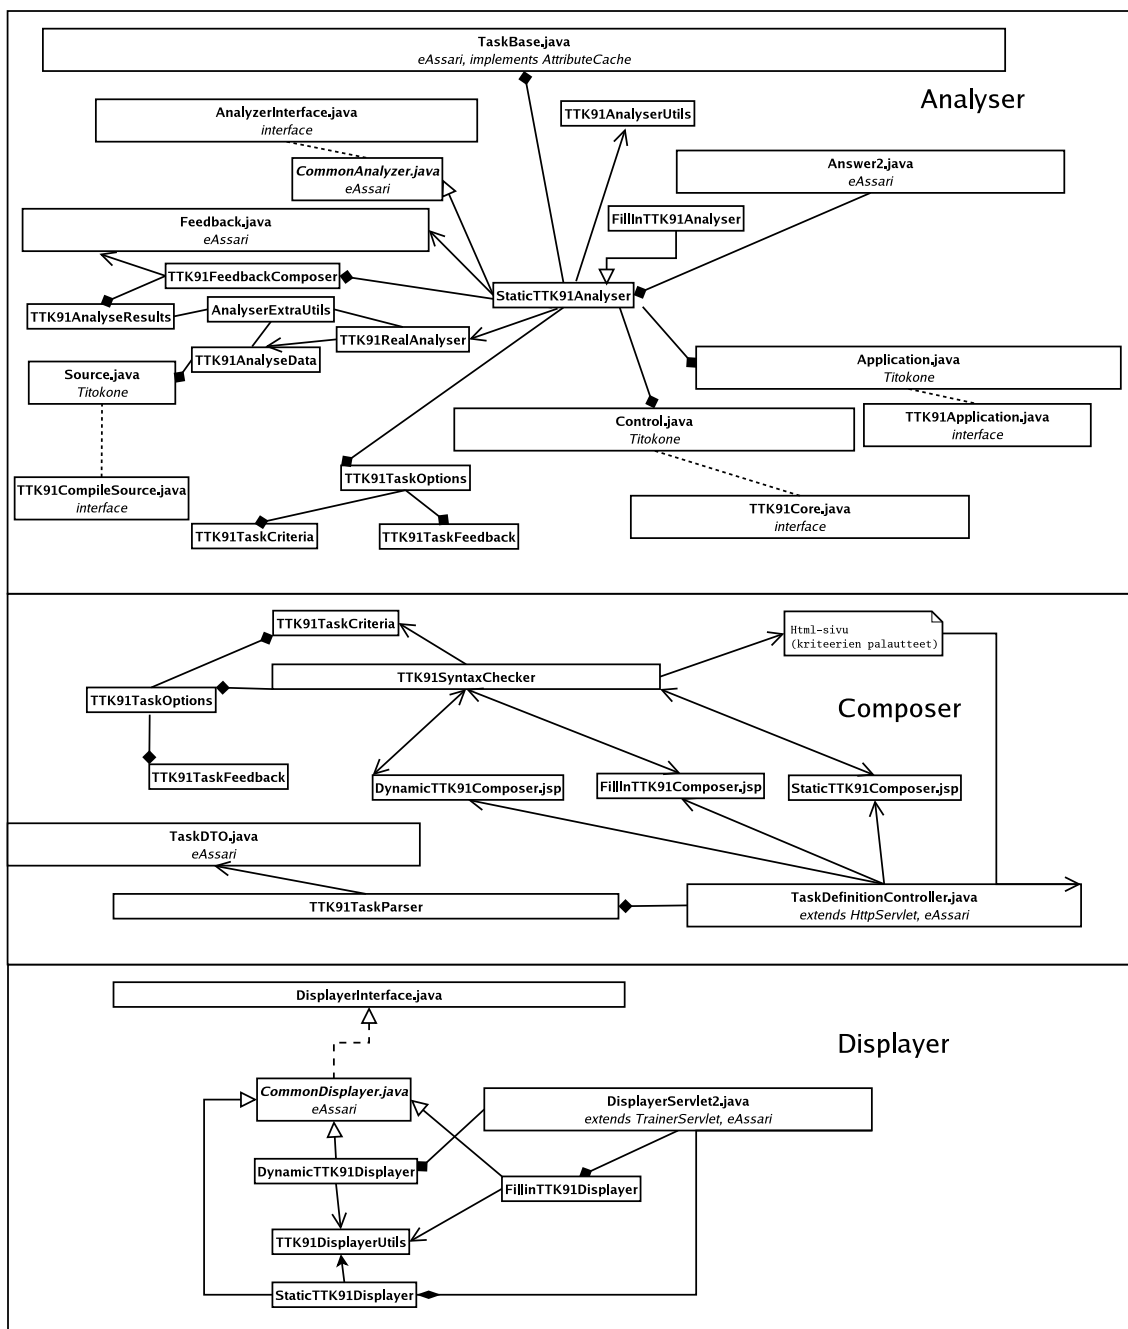 TaskBase.java
eAssari, implements AttributeCache
Analyser
AnalyzerInterface.java
interface
TTK91AnalyserUtils
CommonAnalyzer.java
eAssari
Answer2.java
eAssari
Feedback.java
eAssari
FillInTTK91Analyser
TTK91FeedbackComposer
StaticTTK91Analyser
TTK91AnalyseResults
AnalyserExtraUtils
TTK91RealAnalyser
TTK91AnalyseData
Source.java
Titokone
Application.java
Titokone
Control.java
Titokone
TTK91Application.java
interface
TTK91TaskOptions
TTK91CompileSource.java
interface
TTK91TaskCriteria
TTK91TaskFeedback
TTK91Core.java
interface
TTK91TaskCriteria
Html-sivu
(kriteerien palautteet)
TTK91SyntaxChecker
TTK91TaskOptions
Composer
TTK91TaskFeedback
DynamicTTK91Composer.jsp
FillInTTK91Composer.jsp
StaticTTK91Composer.jsp
TaskDTO.java
eAssari
TTK91TaskParser
TaskDefinitionController.java
extends HttpServlet, eAssari
DisplayerInterface.java
Displayer
CommonDisplayer.java
eAssari
DisplayerServlet2.java
extends TrainerServlet, eAssari
DynamicTTK91Displayer
FillinTTK91Displayer
TTK91DisplayerUtils
StaticTTK91Displayer